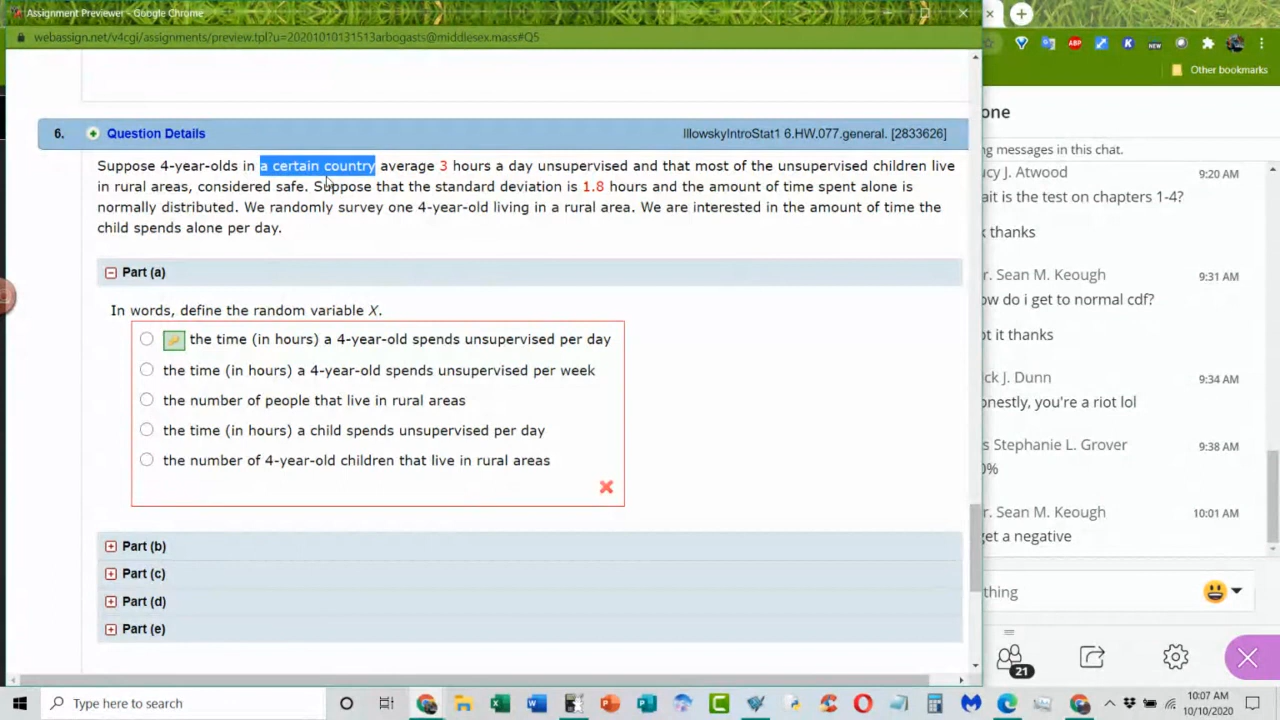 Assignment Previewer - Google Chrome
webassign.net/v4cgi/assignments/preview.tpl?u=20201010131513arbogasts@middlesex.mass#Q5
ABP
NEW
Other bookmarks
6. Question Details IllowskyIntroStat1 6.HW.077.general. [2833626]
Suppose 4-year-olds in a certain country average 3 hours a day unsupervised and that most of the unsupervised children live
in rural areas, considered safe. Suppose that the standard deviation is 1.8 hours and the amount of time spent alone is
normally distributed. We randomly survey one 4-year-old living in a rural area. We are interested in the amount of time the
child spends alone per day.
Part (a)
In words, define the random variable X.
the time (in hours) a 4-year-old spends unsupervised per day
the time (in hours) a 4-year-old spends unsupervised per week
the number of people that live in rural areas
the time (in hours) a child spends unsupervised per day
the number of 4-year-old children that live in rural areas
Part (b)
Part (c)
Part (d)
Part (e)
one
ng messages in this chat.
ucy J. Atwood 9:20 AM
ait is the test on chapters 1-4?
k thanks
r. Sean M. Keough 9:31 AM
ow do i get to normal cdf?
ot it thanks
ick J. Dunn 9:34 AM
onestly, you're a riot lol
s Stephanie L. Grover 9:38 AM
0%
r. Sean M. Keough 10:01 AM
get a negative
thing
21
Type here to search
10:07 AM
10/10/2020